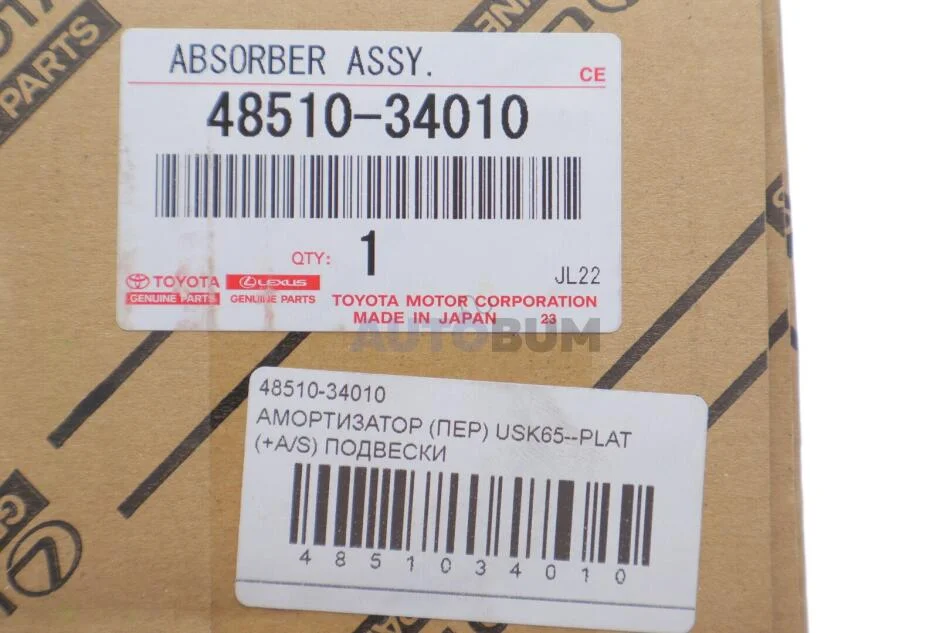 PARTS
ABSORBER ASSY.
CE
48510-34010
QTY: 1
JL22
TOYOTA LEXUS
GENUINE PARTS GENUINE PARTS
TOYOTA MOTOR CORPORATION
MADE IN JAPAN 23
AUTOBUM
48510-34010
АМОРТИЗАТОР (ПЕР) USK65--PLAT
(+A/S) ПОДВЕСКИ
4851034010